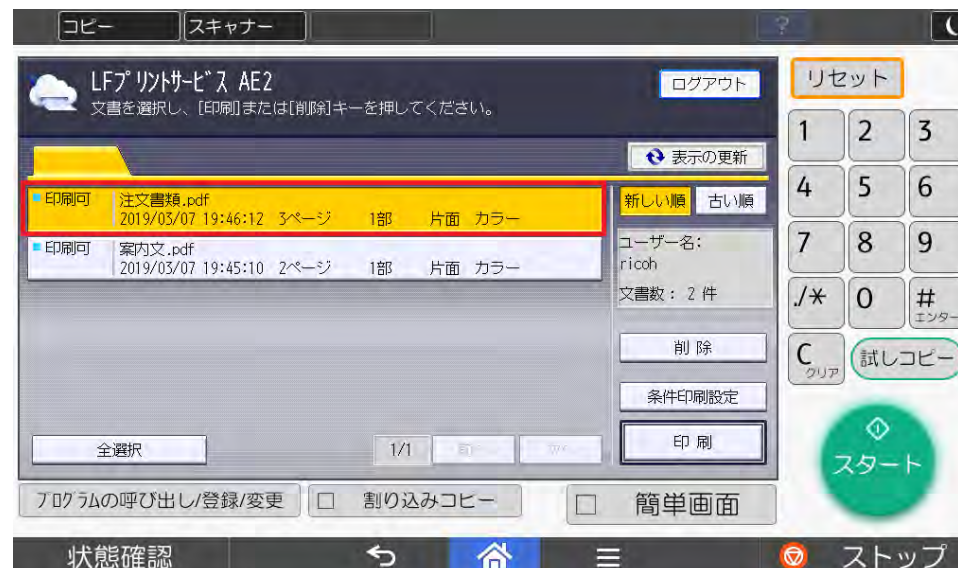 コピー スキャナー ?
LFプリントサービス AE2
文書を選択し、[印刷]または[削除]キーを押してください。
ログアウト
リセット
表示の更新
印刷可 注文書類.pdf
2019/03/07 19:46:12 3ページ 1部 片面 カラー
新しい順 古い順
印刷可 案内文.pdf
2019/03/07 19:45:10 2ページ 1部 片面 カラー
ユーザー名:
ricoh
文書数: 2 件
削 除
条件印刷設定
全選択 1/1
印 刷
1 2 3
4 5 6
7 8 9
./* 0 #
エンター
C
クリア
試しコピー
スタート
プログラムの呼び出し/登録/変更 割り込みコピー 簡単画面
状態確認 ストップ